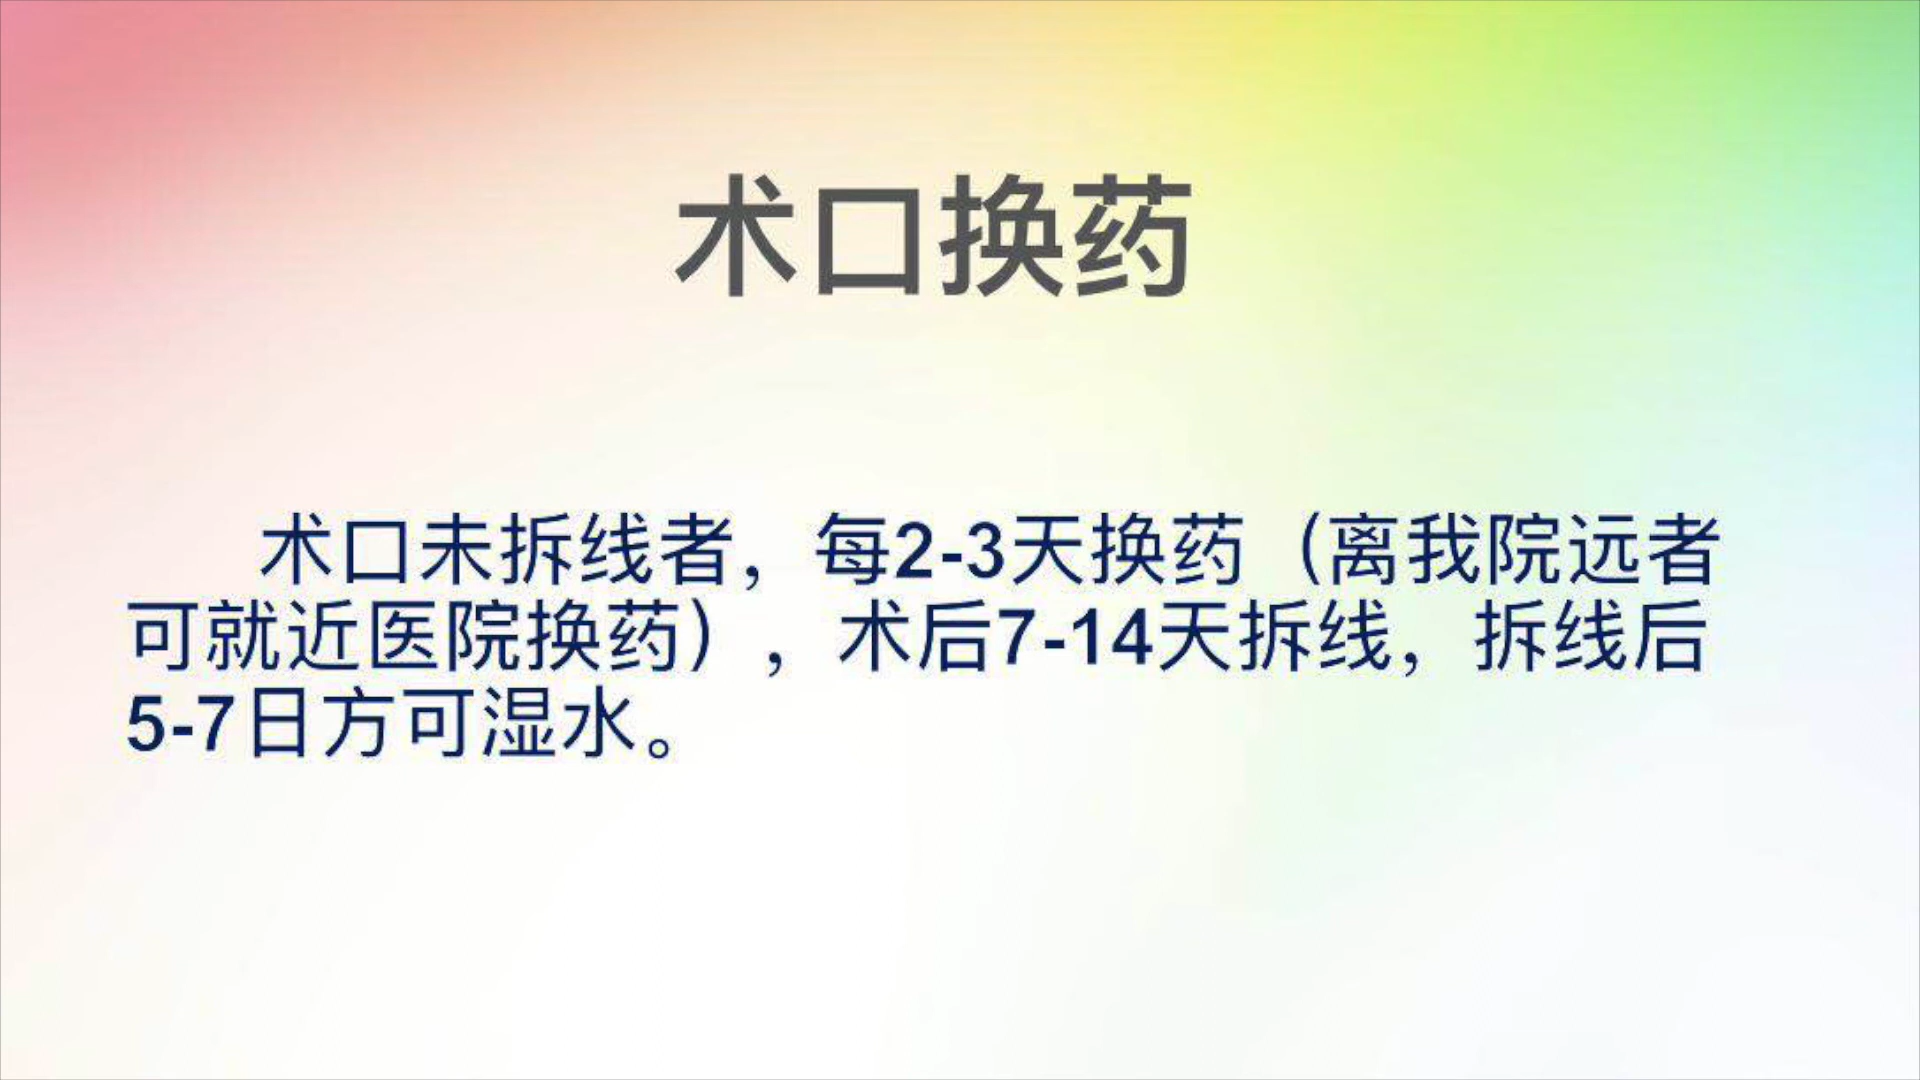 术口换药
术口未拆线者，每2-3天换药（离我院远者
可就近医院换药），术后7-14天拆线，拆线后
5-7日方可湿水。